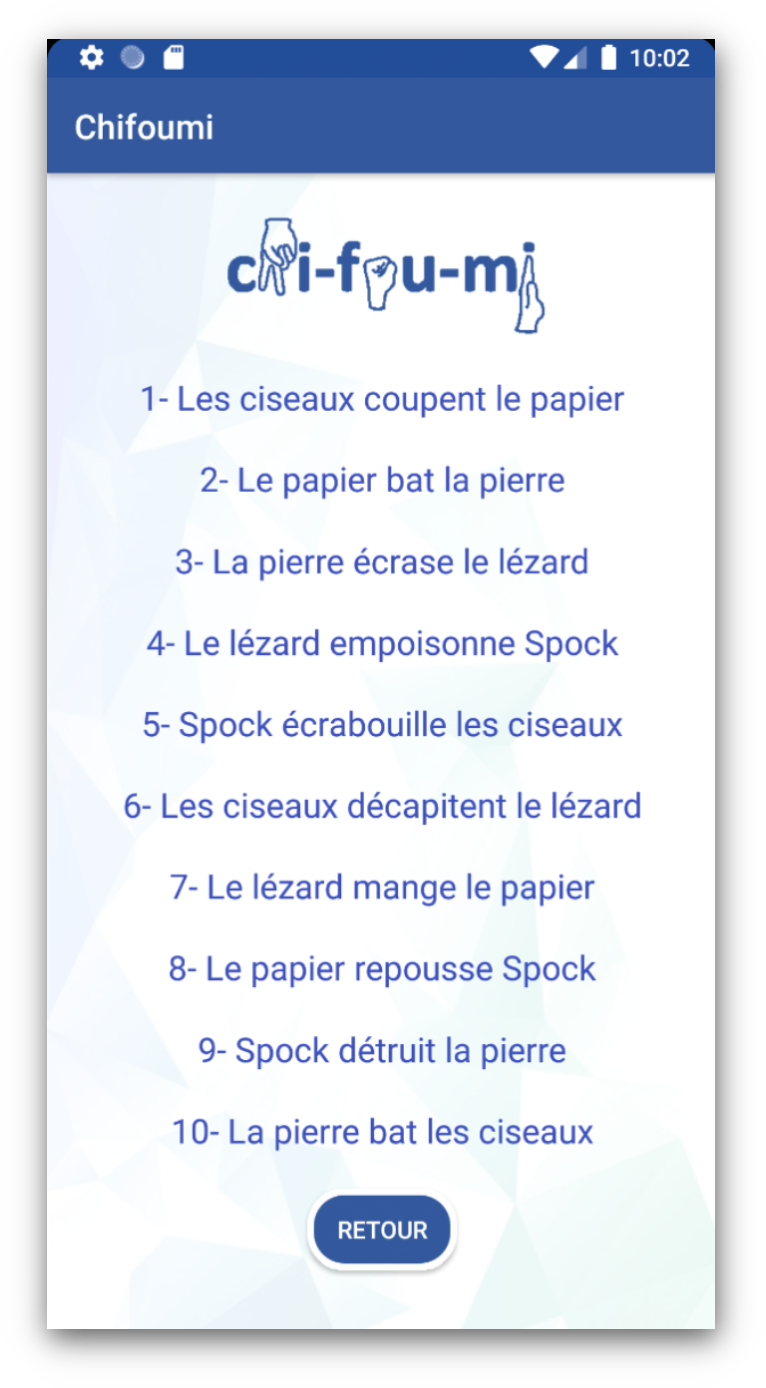 10:02
Chifoumi
chi-fou-mi
1- Les ciseaux coupent le papier
2- Le papier bat la pierre
3- La pierre écrase le lézard
4- Le lézard empoisonne Spock
5- Spock écrabouille les ciseaux
6- Les ciseaux décapitent le lézard
7- Le lézard mange le papier
8- Le papier repousse Spock
9- Spock détruit la pierre
10- La pierre bat les ciseaux
RETOUR